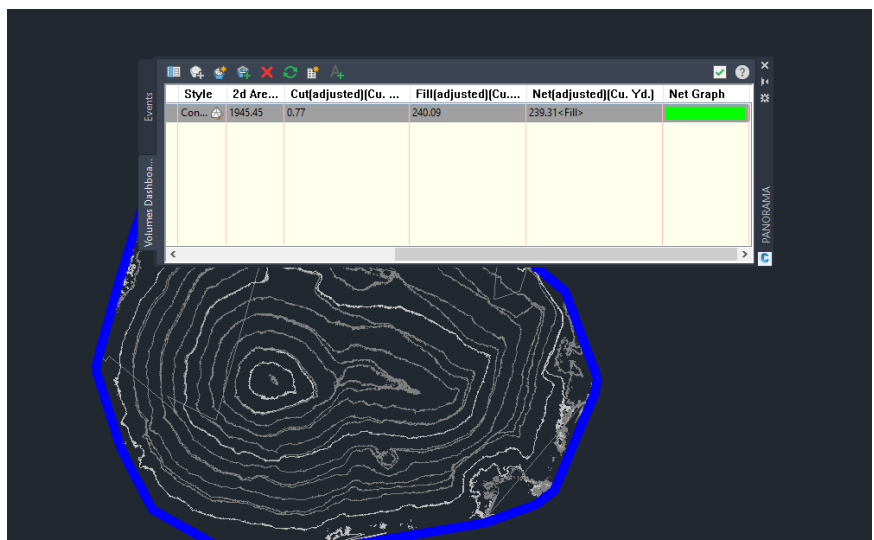 Events
Volumes Dashboa...
Style 2d Are... Cut(adjusted)(Cu. ... Fill(adjusted)(Cu.... Net(adjusted)(Cu. Yd.) Net Graph
Con... 1945.45 0.77 240.09 239.31<Fill>
PANORAMA
C